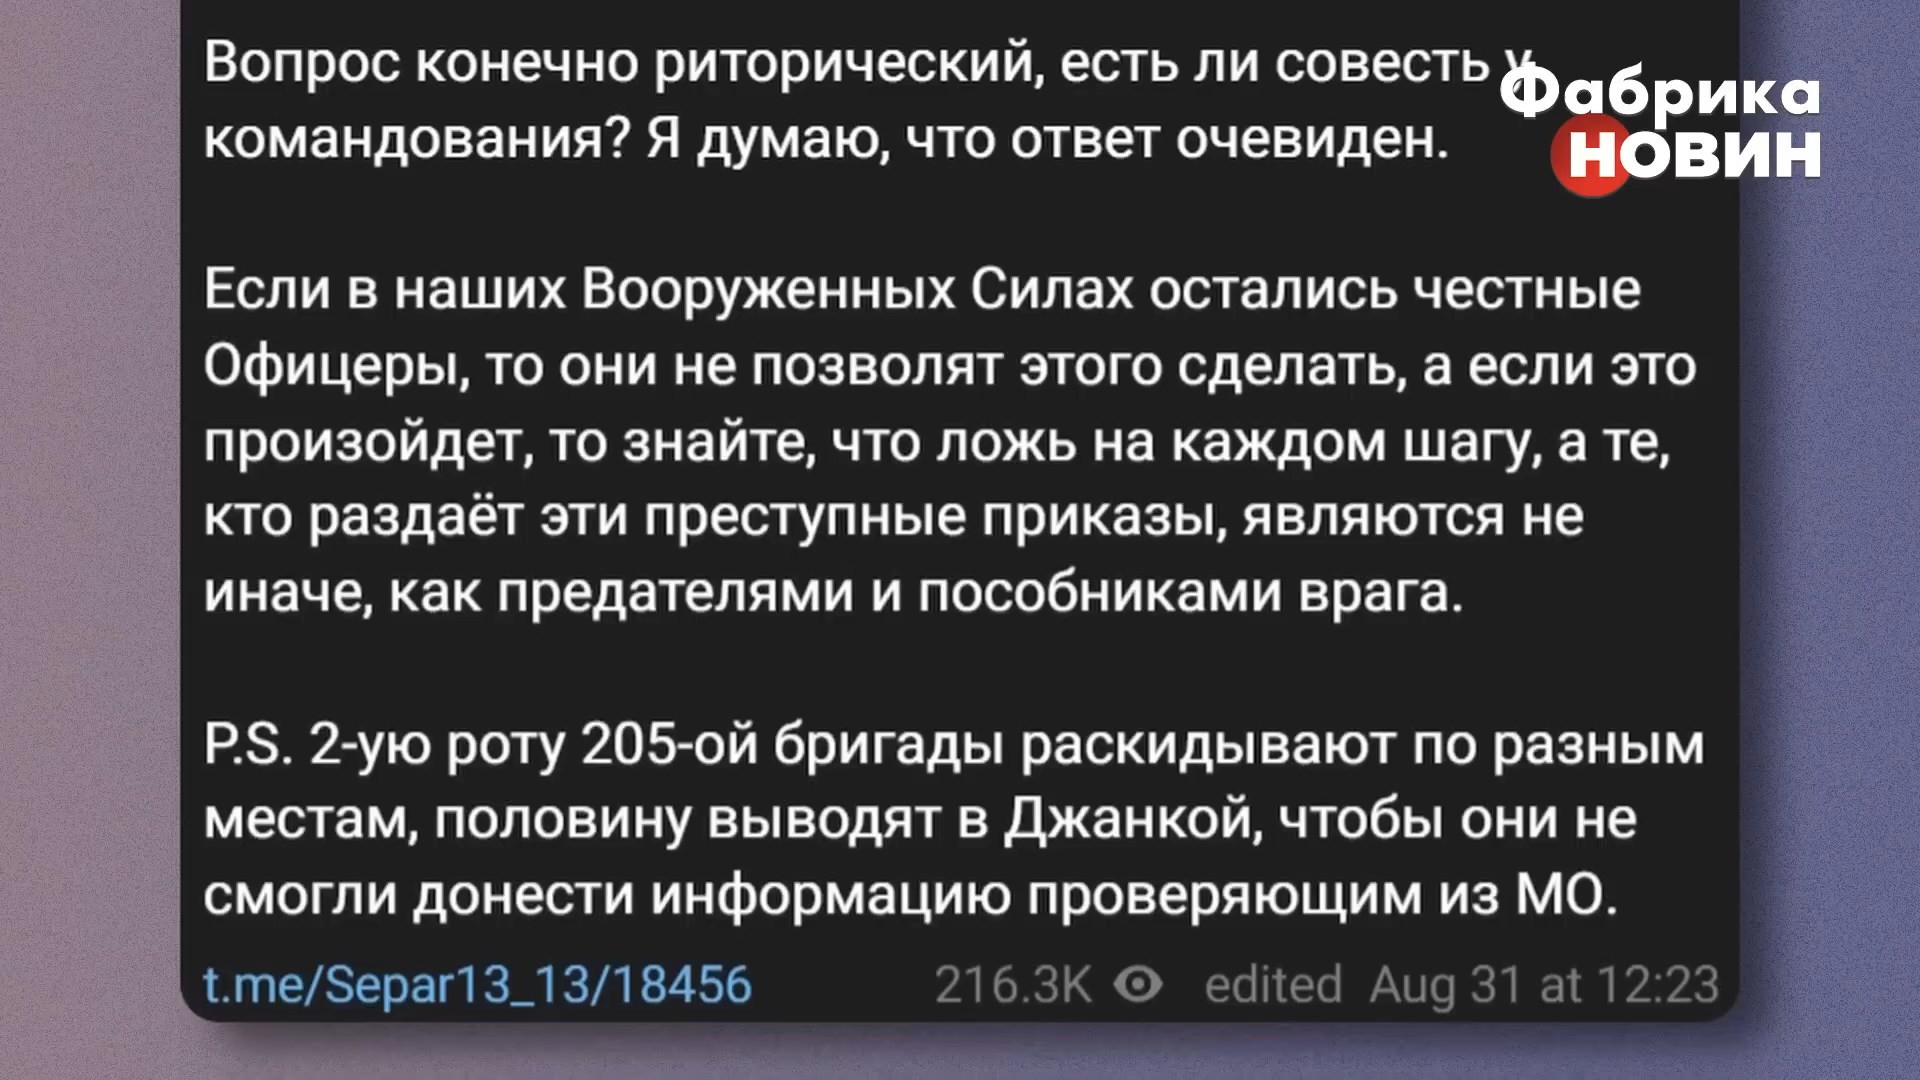 Вопрос конечно риторический, есть ли совесть у
командования? Я думаю, что ответ очевиден.
Фабрика
новин
Если в наших Вооруженных Силах остались честные
Офицеры, то они не позволят этого сделать, а если это
произойдет, то знайте, что ложь на каждом шагу, а те,
кто раздаёт эти преступные приказы, являются не
иначе, как предателями и пособниками врага.
P.S. 2-ую роту 205-ой бригады раскидывают по разным
местам, половину выводят в Джанкой, чтобы они не
смогли донести информацию проверяющим из МО.
t.me/Separ13_13/18456 216.3K edited Aug 31 at 12:23